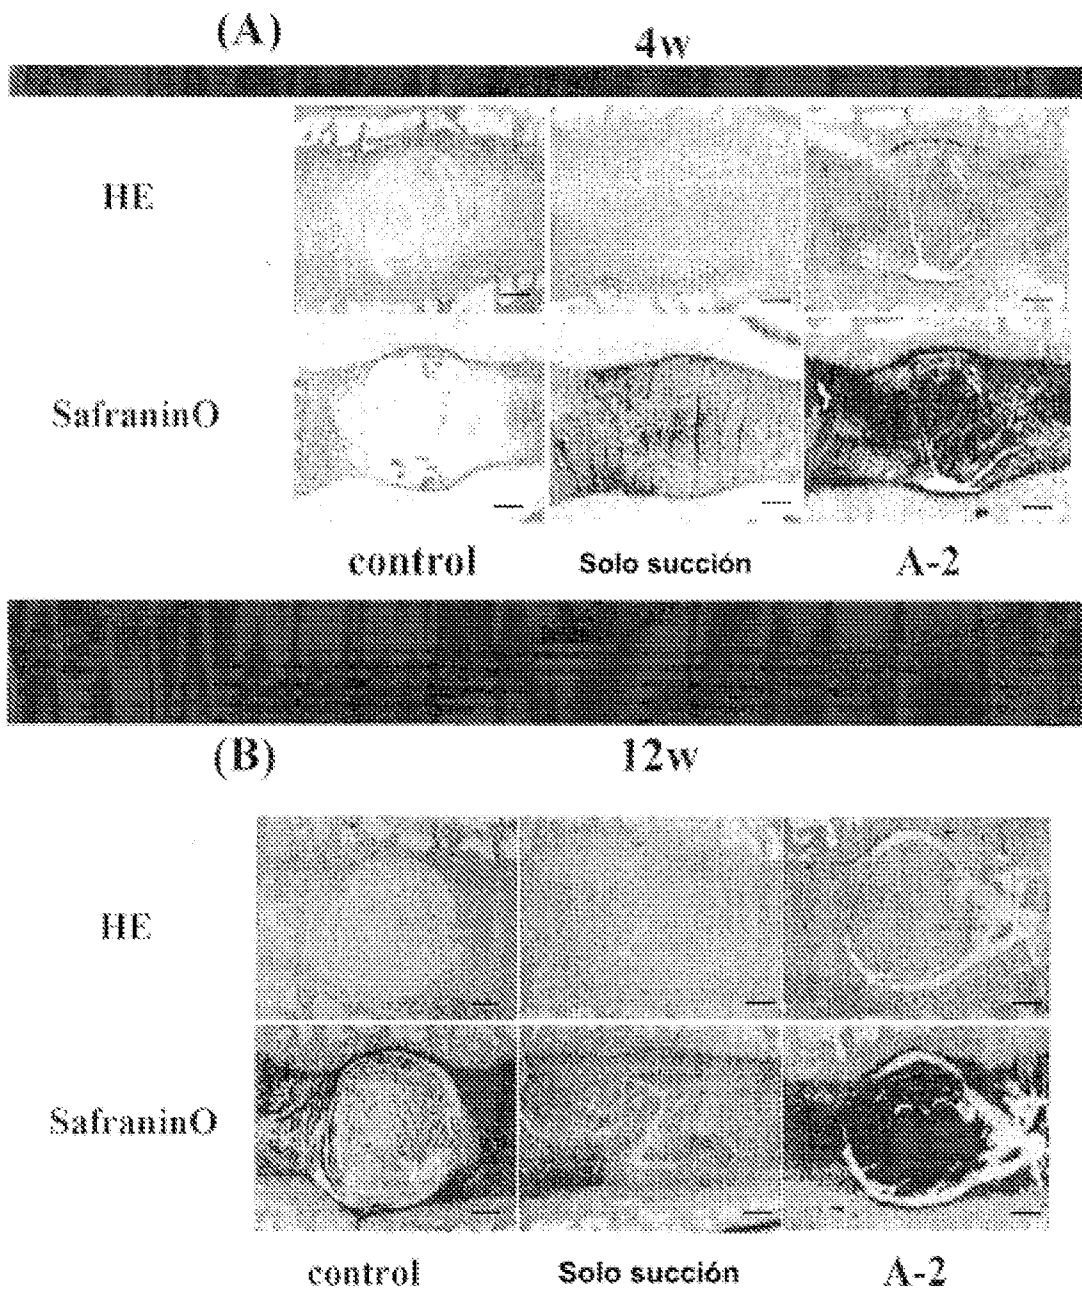 (A)
4w
HE
SafraninO
control Solo succión A-2
(B)
12w
HE
SafraninO
control Solo succión A-2